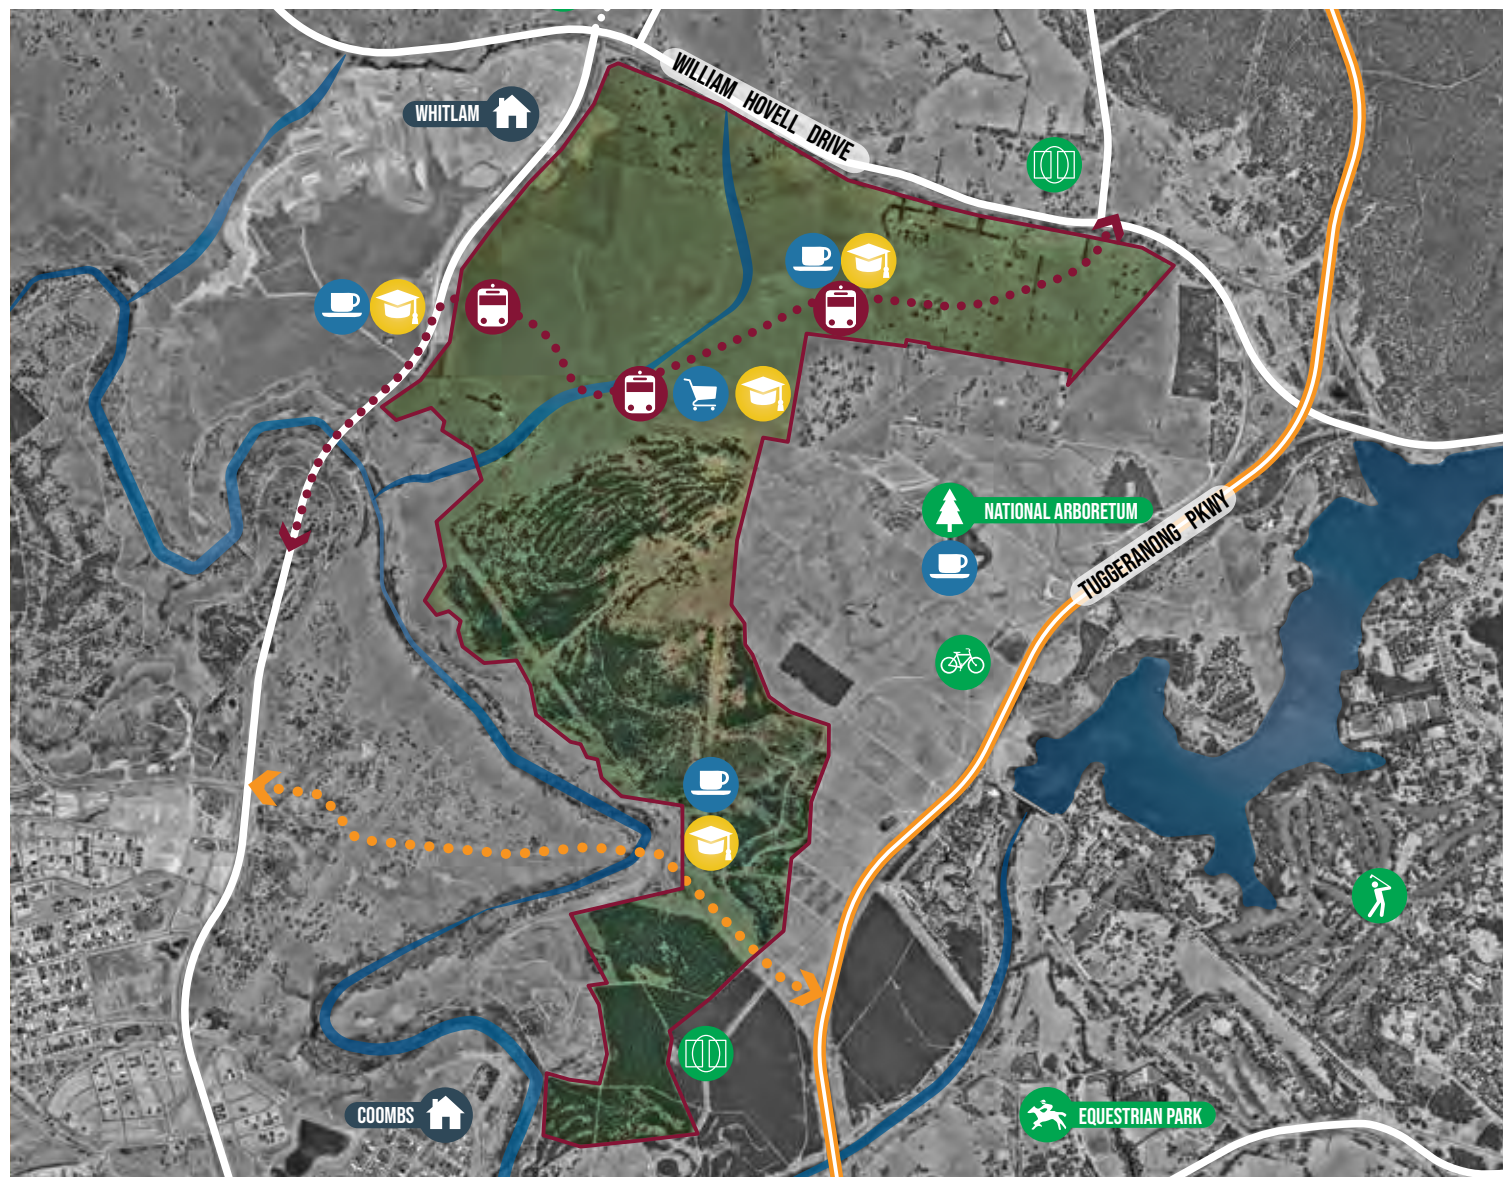 WILLIAM HOVELL DRIVE
WHITLAM
NATIONAL ARBORETUM
TUGGERANONG PKWY
COOMBS
EQUESTRIAN PARK